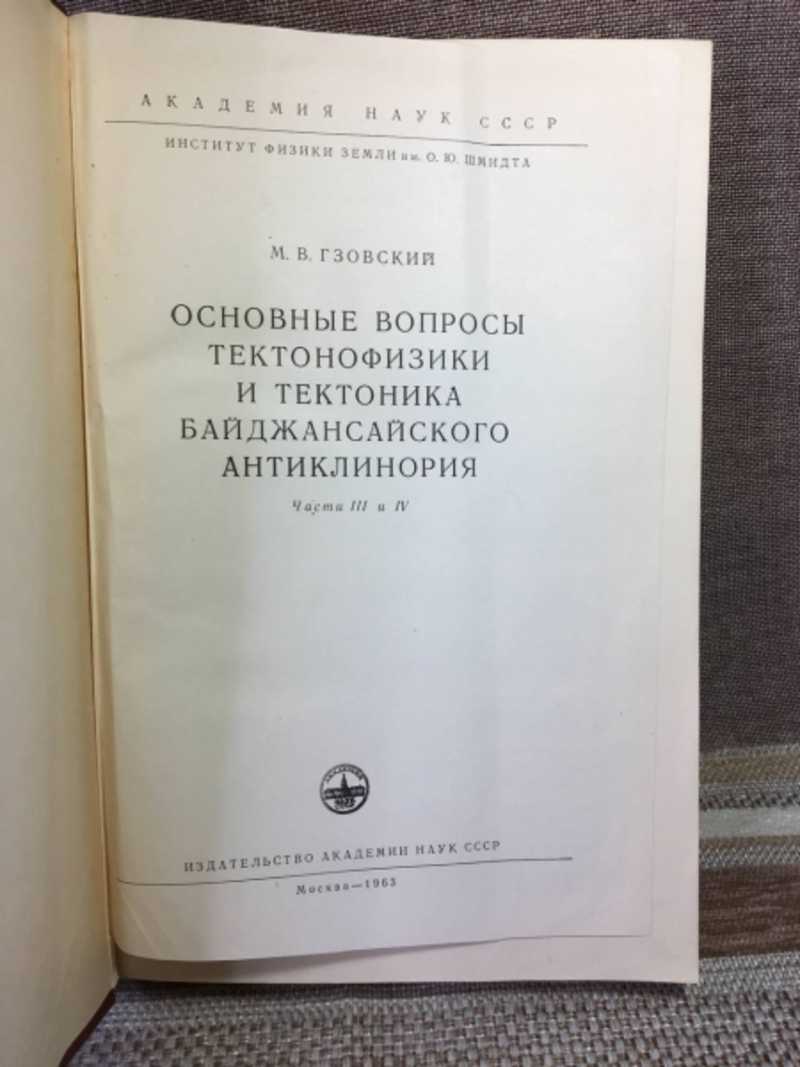 АКАДЕМИЯ НАУК СССР
ИНСТИТУТ ФИЗИКИ ЗЕМЛИ им. О. Ю. ШМИДТА
М. В. ГЗОВСКИЙ
ОСНОВНЫЕ ВОПРОСЫ
ТЕКТОНОФИЗИКИ
И ТЕКТОНИКА
БАЙДЖАНСАЙСКОГО
АНТИКЛИНОРИЯ
Части III и IV
ИЗДАТЕЛЬСТВО АКАДЕМИИ НАУК СССР
Москва—1963